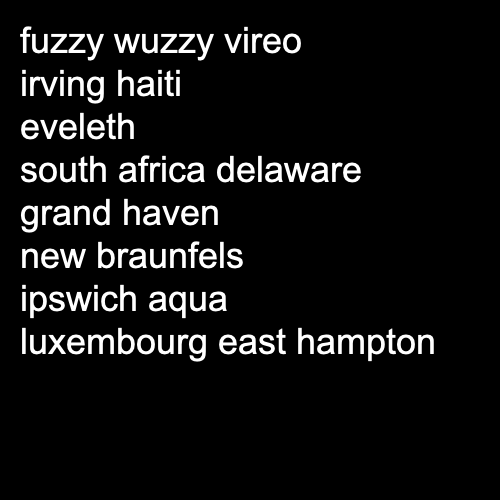 fuzzy wuzzy vireo
irving haiti
eveleth
south africa delaware
grand haven
new braunfels
ipswich aqua
luxembourg east hampton